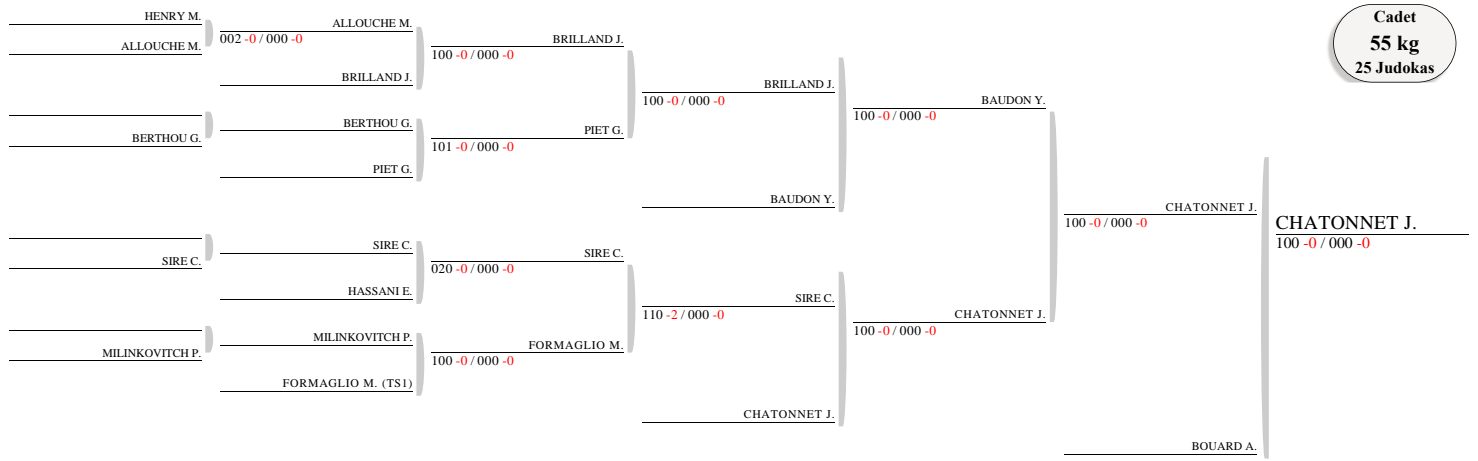 HENRY M.
ALLOUCHE M.
002 -0 / 000 -0
ALLOUCHE M.
BRILLAND J.
100 -0 / 000 -0
BRILLAND J.
BERTHOU G.
BERTHOU G.
PIET G.
101 -0 / 000 -0
PIET G.
100 -0 / 000 -0
BRILLAND J.
BAUDON Y.
100 -0 / 000 -0
BAUDON Y.
SIRE C.
SIRE C.
HASSANI E.
020 -0 / 000 -0
SIRE C.
MILINKOVITCH P.
MILINKOVITCH P.
FORMAGLIO M. (TS1)
100 -0 / 000 -0
FORMAGLIO M.
110 -2 / 000 -0
SIRE C.
CHATONNET J.
100 -0 / 000 -0
CHATONNET J.
100 -0 / 000 -0
CHATONNET J.
BOUARD A.
CHATONNET J.
100 -0 / 000 -0
Cadet
55 kg
25 Judokas